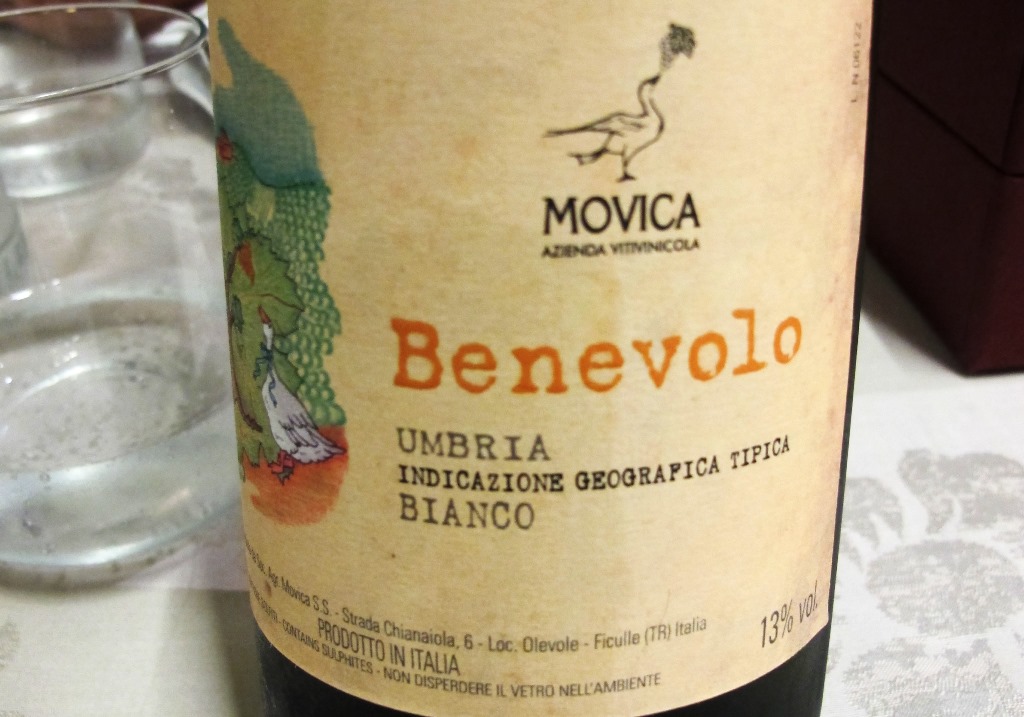 MOVICA
AZIENDA VITIVINICOLA
L. N 06122
Benevolo
UMBRIA
INDICAZIONE GEOGRAFICA TIPICA
BIANCO
Agr. Movica S.S. - Strada Chianaiola, 6 - Loc. Olevole - Ficulle (TR) Italia
13% vol.
PRODOTTO IN ITALIA
- CONTAINS SULPHITES - NON DISPERDERE IL VETRO NELL'AMBIENTE